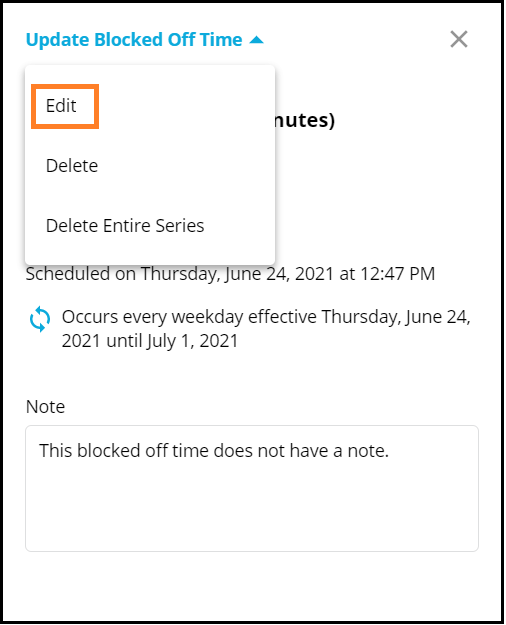 Update Blocked Off Time
Edit
nutes)
Delete
Delete Entire Series
Scheduled on Thursday, June 24, 2021 at 12:47 PM
Occurs every weekday effective Thursday, June 24,
2021 until July 1, 2021
Note
This blocked off time does not have a note.